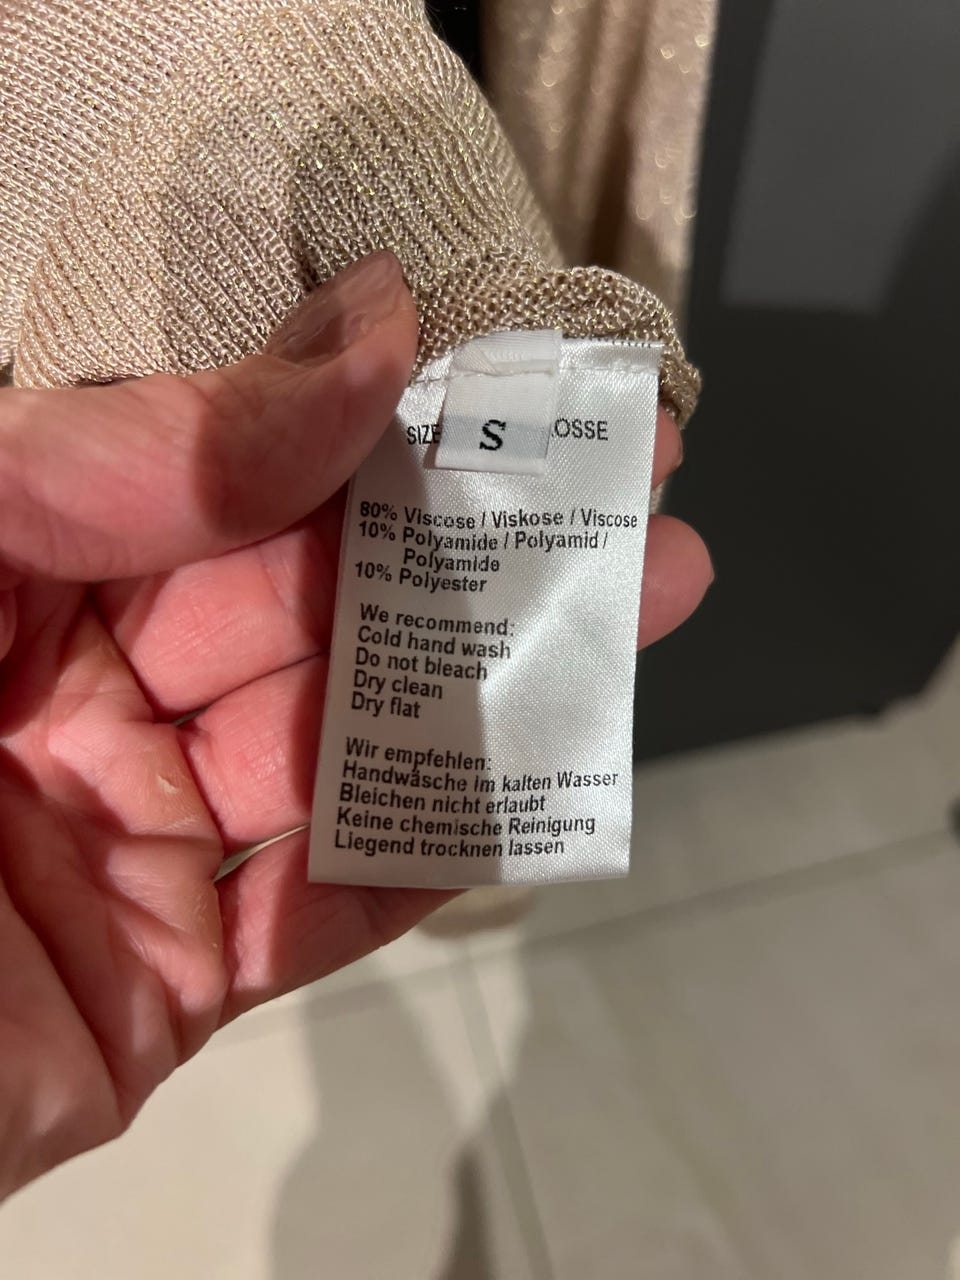 SIZE S OSSE
80% Viscose / Viskose / Viscose
10% Polyamide / Polyamid /
Polyamide
10% Polyester
We recommend:
Cold hand wash
Do not bleach
Dry clean
Dry flat
Wir empfehlen:
Handwäsche im kalten Wasser
Bleichen nicht erlaubt
Keine chemische Reinigung
Liegend trocknen lassen